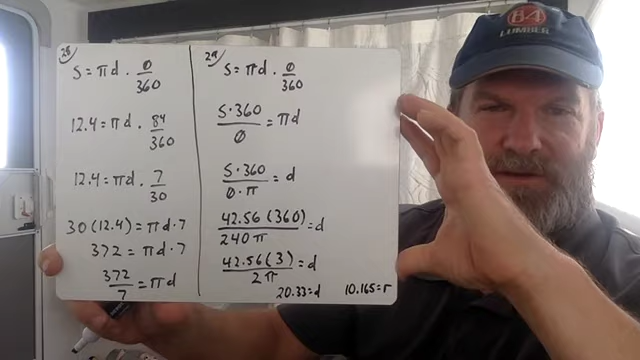 28
S = πd · θ/360
12.4 = πd · 84/360
12.4 = πd · 7/30
30 (12.4) = πd · 7
372 = πd · 7
372/7 = πd
29
S = πd · θ/360
S·360/θ = πd
S·360/θ·π = d
42.56 (360)/240π = d
42.56 (3)/2π = d
20.33 = d
10.165 = r
84
LUMBER